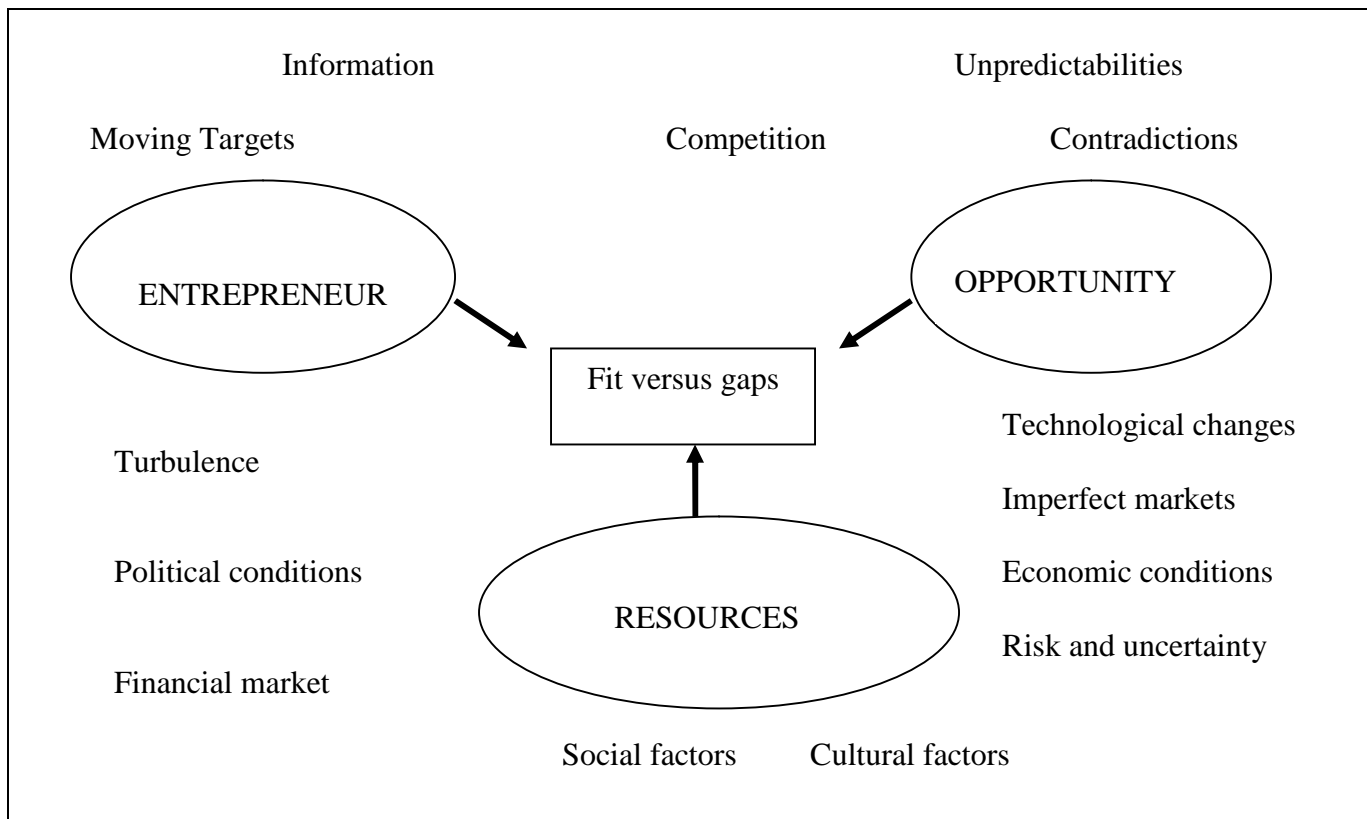 Information
Unpredictabilities
Moving Targets
Competition
Contradictions
ENTREPRENEUR
OPPORTUNITY
Fit versus gaps
Technological changes
Turbulence
Imperfect markets
Political conditions
Economic conditions
RESOURCES
Risk and uncertainty
Financial market
Social factors
Cultural factors